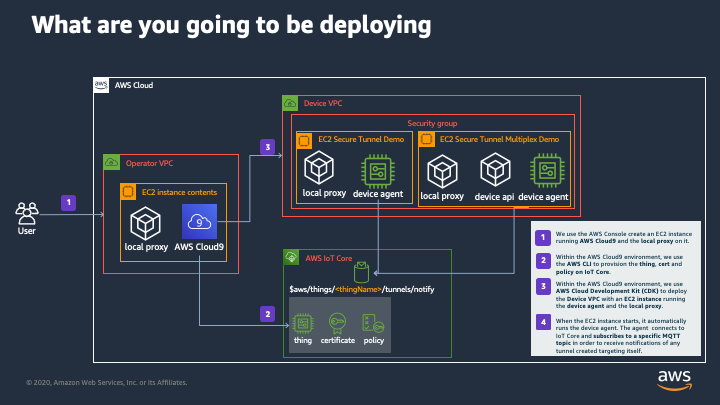 What are you going to be deploying
aws
AWS Cloud
Device VPC
Security group
EC2 Secure Tunnel Demo
EC2 Secure Tunnel Multiplex Demo
local proxy
device agent
local proxy
device api
device agent
3
Operator VPC
EC2 instance contents
9
local proxy
AWS Cloud9
1
User
AWS IoT Core
$aws/things/<thingName>/tunnels/notify
2
thing
certificate
policy
1 We use the AWS Console create an EC2 instance
running AWS Cloud9 and the local proxy on it.
2 Within the AWS Cloud9 environment, we use
the AWS CLI to provision the thing, cert and
policy on IoT Core.
3 Within the AWS Cloud9 environment, we use
AWS Cloud Development Kit (CDK) to deploy
the Device VPC with an EC2 instance running
the device agent and the local proxy.
4 When the EC2 instance starts, it automatically
runs the device agent. The agent connects to
IoT Core and subscribes to a specific MQTT
topic in order to receive notifications of any
tunnel created targeting itself.
© 2020, Amazon Web Services, Inc. or its Affiliates.
aws